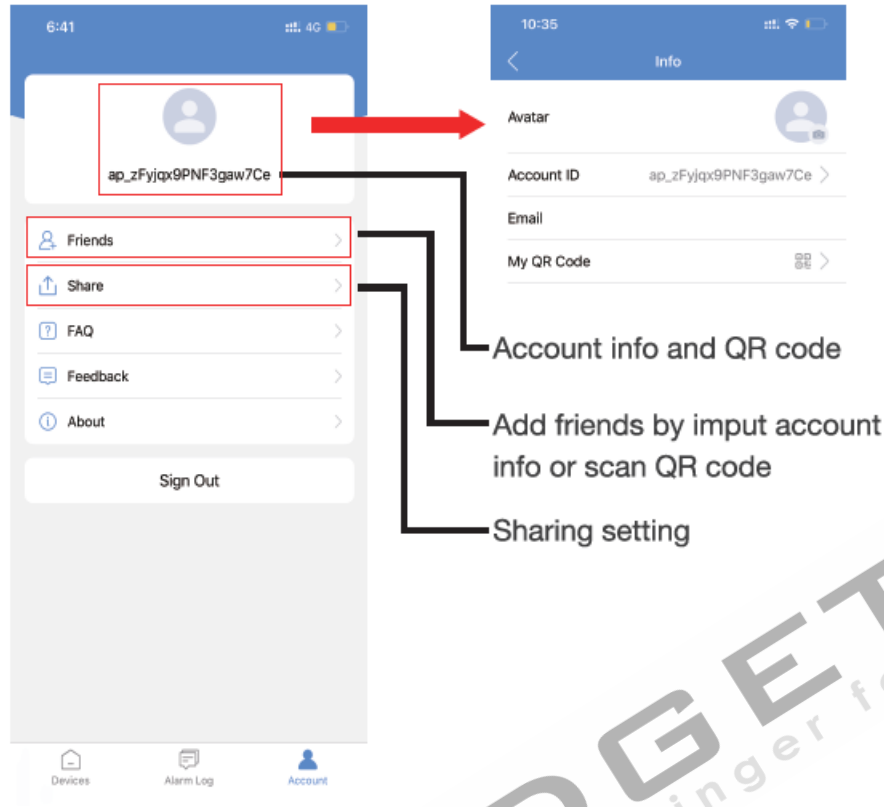 6:41
4G
ap_zFyjqx9PNF3gaw7Ce
Friends
Share
FAQ
Feedback
About
Sign Out
Devices
Alarm Log
Account
10:35
Info
Avatar
Account ID
ap_zFyjqx9PNF3gaw7Ce
Email
My QR Code
Account info and QR code
Add friends by imput account
info or scan QR code
Sharing setting